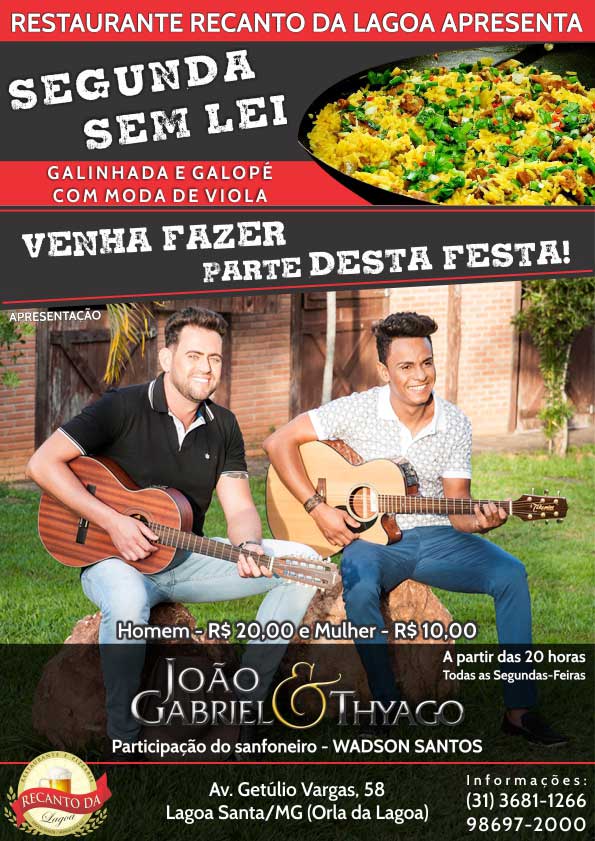 RESTAURANTE RECANTO DA LAGOA APRESENTA
SEGUNDA
SEM LEI
GALINHADA E GALOPÉ
COM MODA DE VIOLA
VENHA FAZER
PARTE DESTA FESTA!
APRESENTAÇÃO
Takamine
Homem - R$ 20,00 e Mulher - R$ 10,00
A partir das 20 horas
Todas as Segundas-Feiras
JOÃO
GABRIEL & THYAGO
Participação do sanfoneiro - WADSON SANTOS
RESTAURANTE E PIZZARIA
RECANTO DA
Lagoa
Av. Getúlio Vargas, 58
Lagoa Santa/MG (Orla da Lagoa)
Informações:
(31) 3681-1266
98697-2000